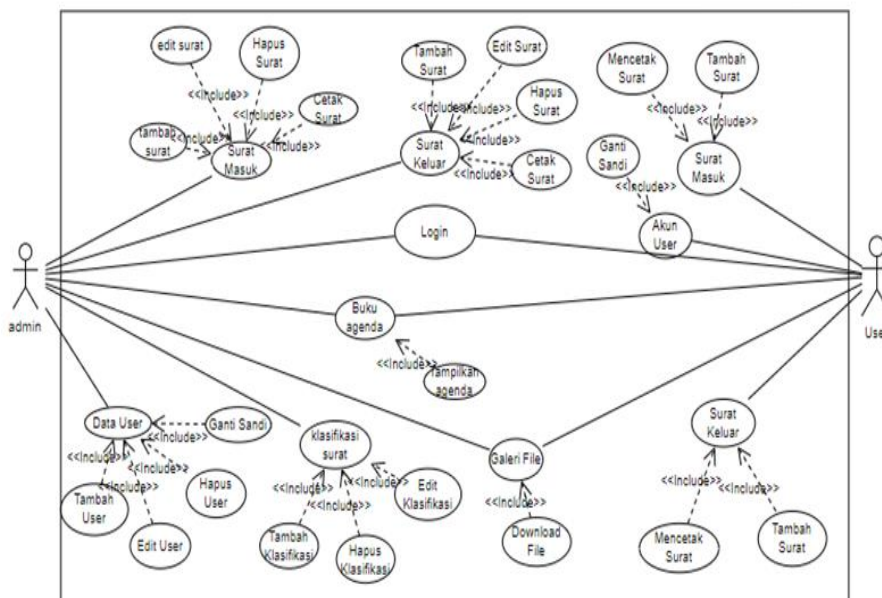 edit surat
Hapus
Surat
<<Include>>
<<Include>>
Cetak
Surat
tambah
surat
<<Include>>
<<Include>>
Surat
Masuk
Tambah
Surat
Edit Surat
<<Include>>
<<Include>>
Hapus
Surat
<<Include>>
Surat
Keluar
<<Include>>
Cetak
Surat
Mencetak
Surat
Tambah
Surat
<<Include>>
<<Include>>
Ganti
Sandi
<<Include>>
Surat
Masuk
Akun
User
Login
admin
User
Buku
agenda
<<Include>>
Tampilkan
agenda
Data User
Ganti Sandi
<<Include>>
<<Include>>
<<Include>>
<<Include>>
Tambah
User
Hapus
User
Edit User
klasifikasi
surat
<<Include>>
<<Include>>
<<Include>>
Edit
Klasifikasi
Tambah
Klasifikasi
Hapus
Klasifikasi
Galeri File
<<Include>>
Download
File
Surat
Keluar
<<Include>>
<<Include>>
Mencetak
Surat
Tambah
Surat